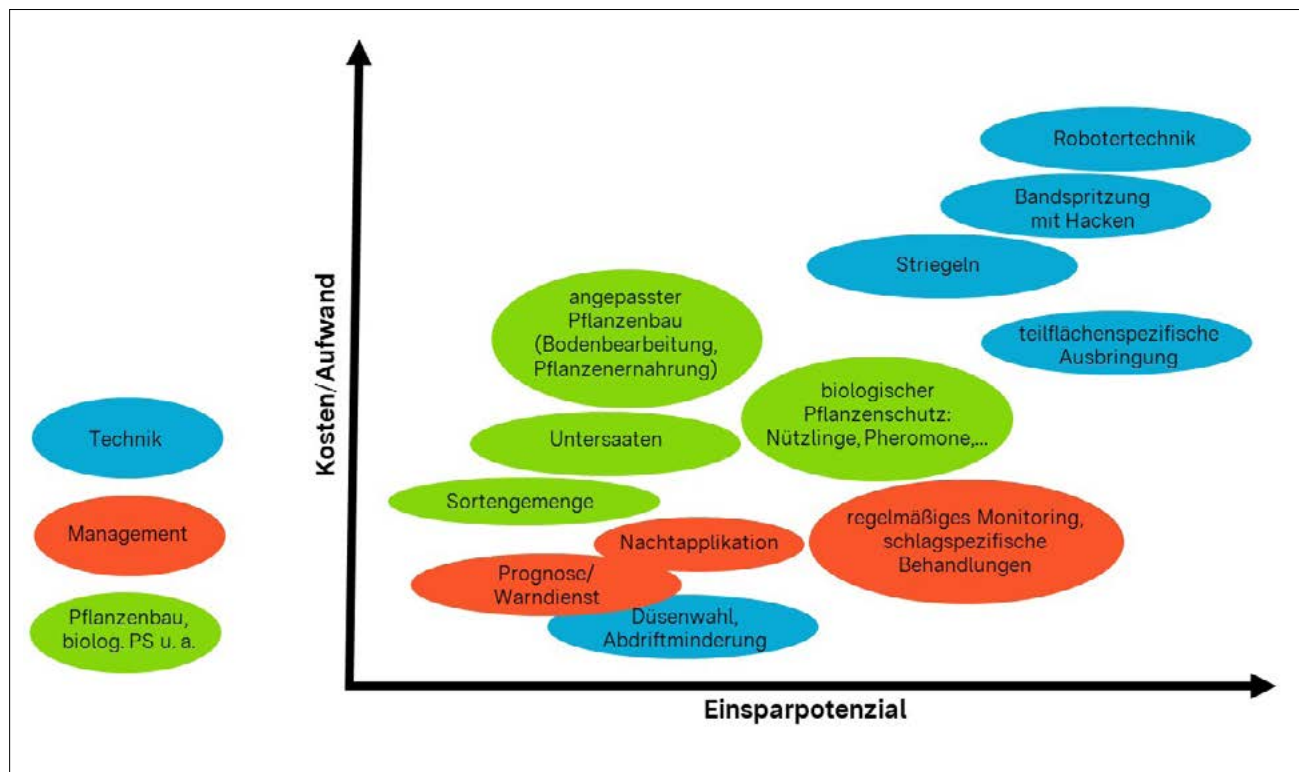 Kosten/Aufwand
Robotertechnik
Bandspritzung
mit Hacken
Striegeln
angepasster
Pflanzenbau
(Bodenbearbeitung,
Pflanzenernahrung)
teilflächenspezifische
Ausbringung
biologischer
Pflanzenschutz:
Nützlinge, Pheromone,...
Untersaaten
Sortengemenge
regelmäßiges Monitoring,
schlagspezifische
Behandlungen
Nachtapplikation
Prognose/
Warndienst
Düsenwahl,
Abdriftminderung
Einsparpotenzial
Technik
Management
Pflanzenbau,
biolog. PS u. a.